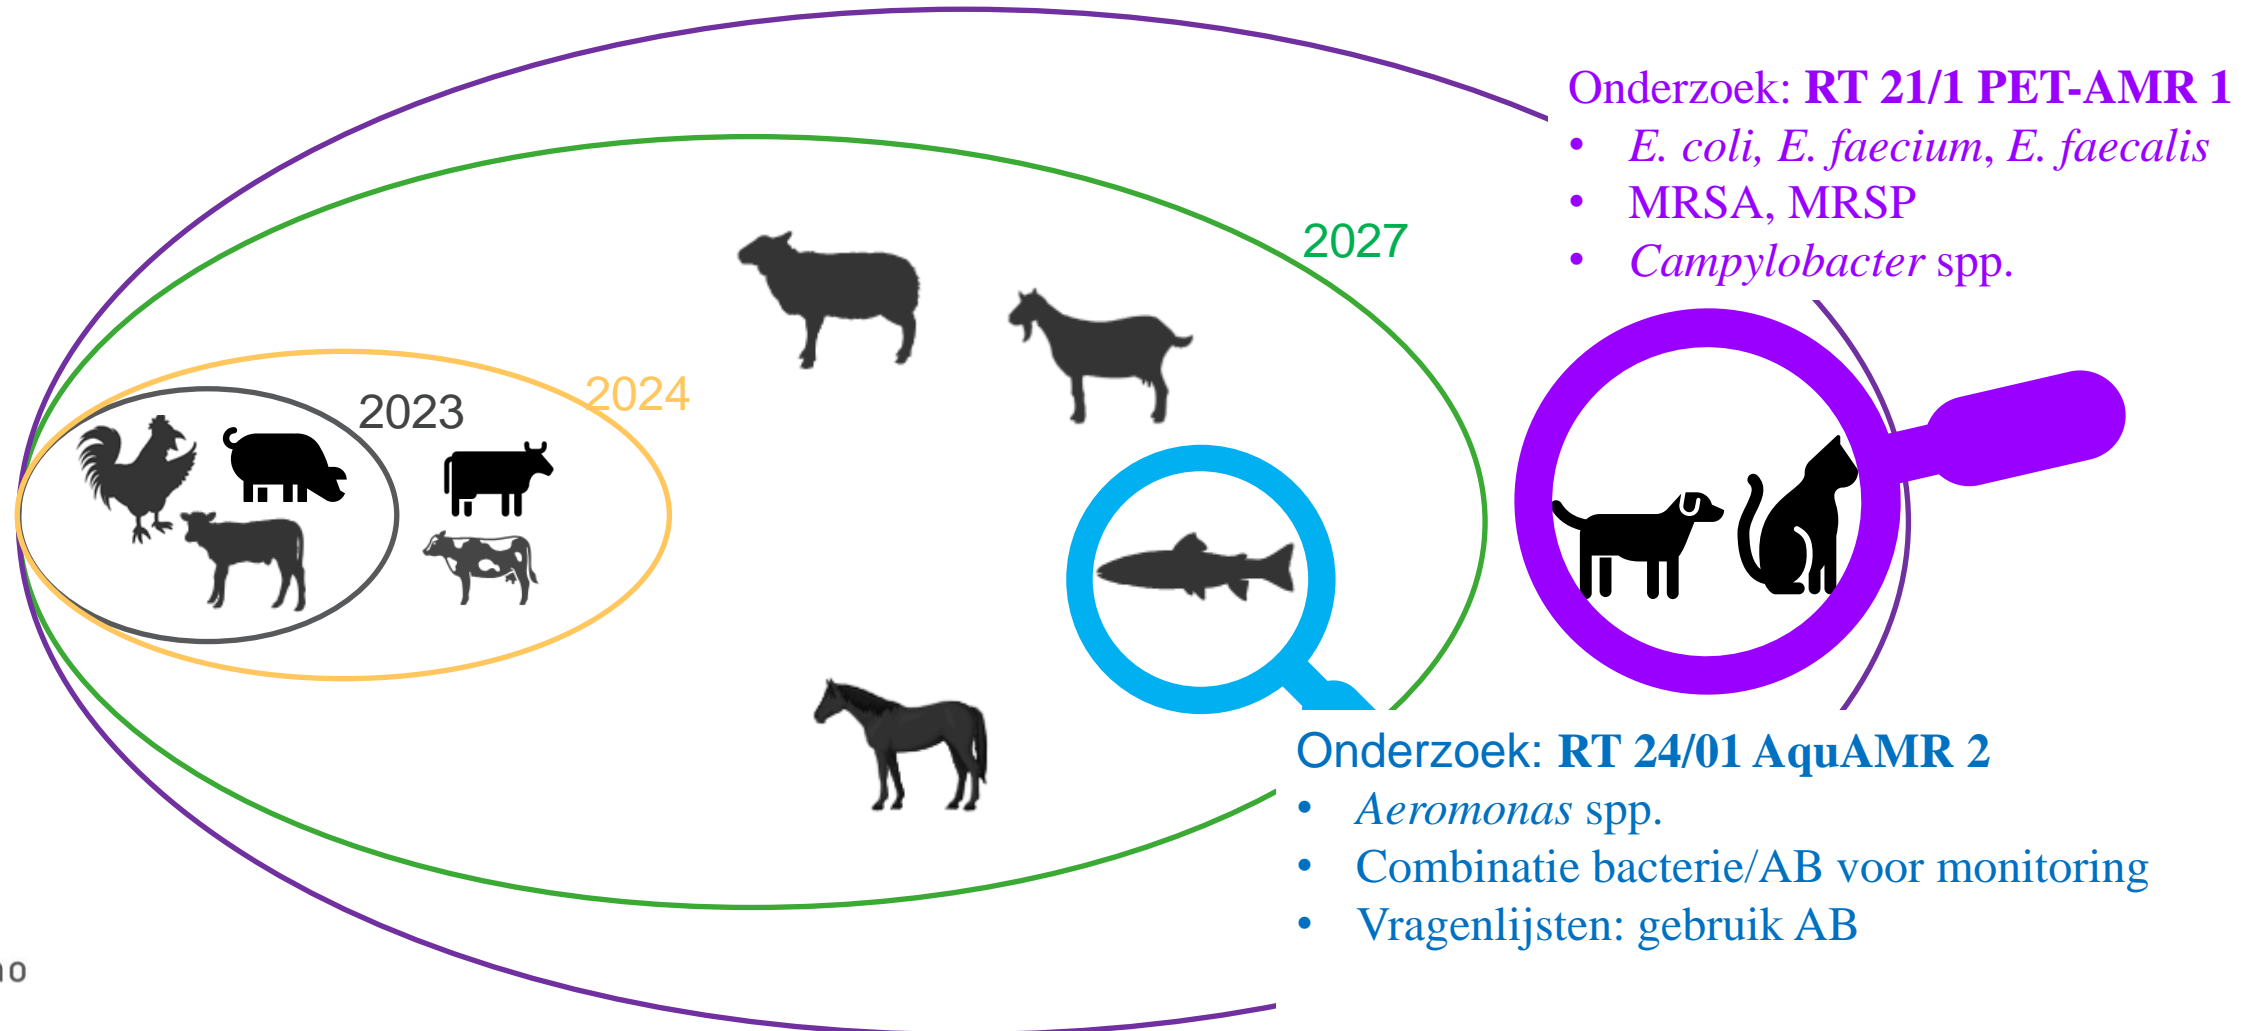 Onderzoek: RT 21/1 PET-AMR 1
• E. coli, E. faecium, E. faecalis
• MRSA, MRSP
• Campylobacter spp.
2027
2024
2023
Onderzoek: RT 24/01 AquAMR 2
• Aeromonas spp.
• Combinatie bacterie/AB voor monitoring
• Vragenlijsten: gebruik AB